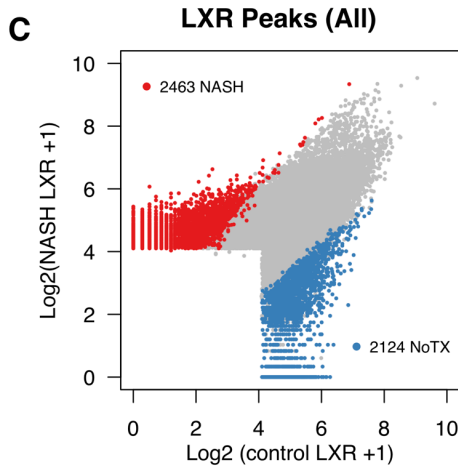 C
LXR Peaks (All)
10
8
6
4
2
0
Log2(NASH LXR +1)
2463 NASH
2124 NoTX
0 2 4 6 8 10
Log2 (control LXR +1)